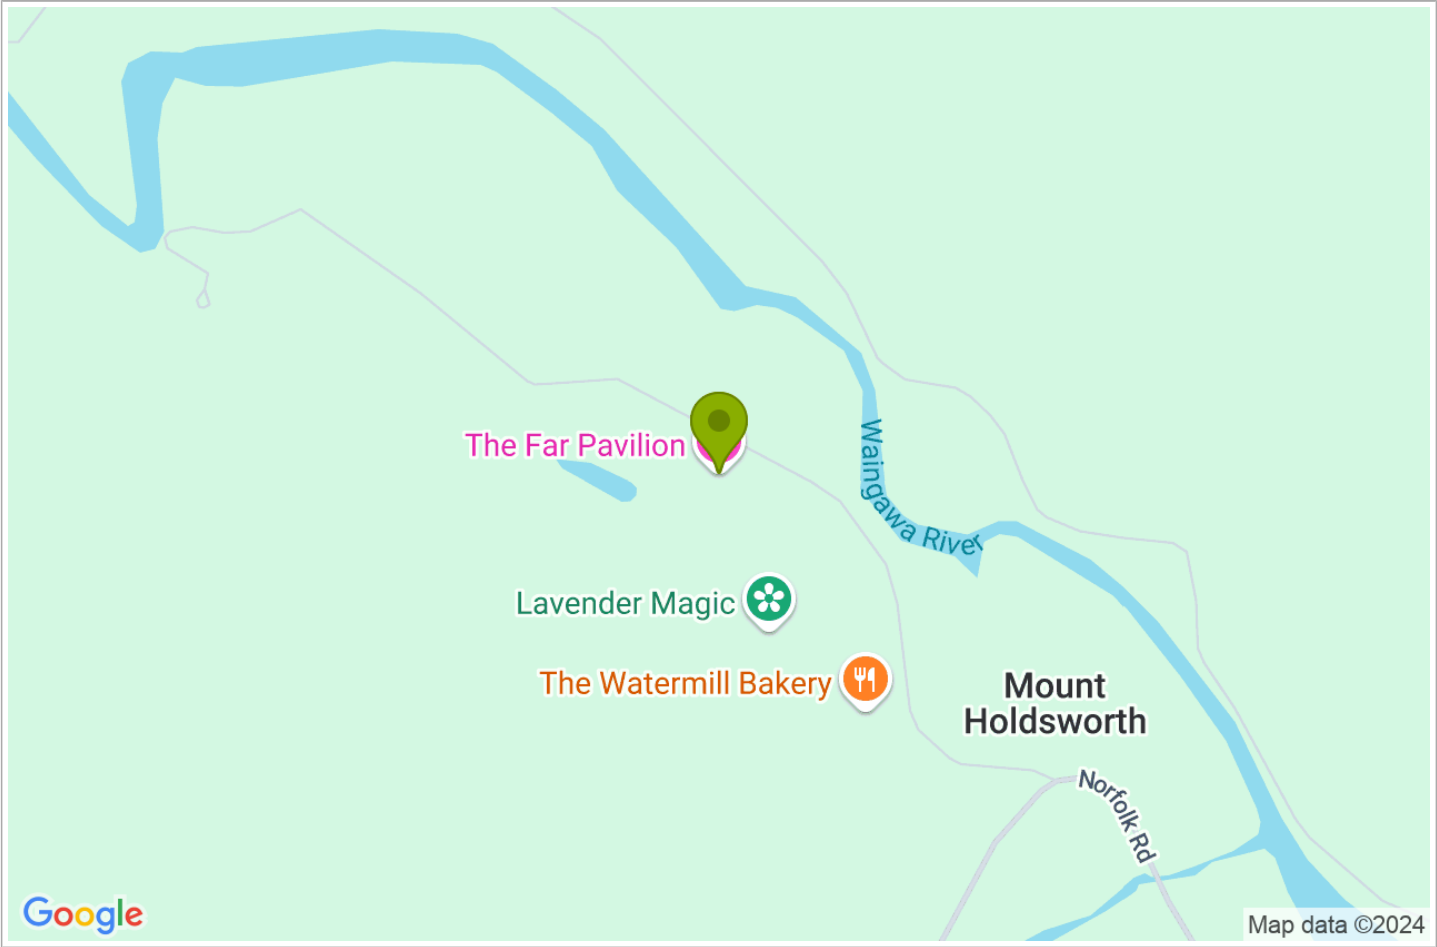 The Far Pavilion
Waingawa River
Lavender Magic
The Watermill Bakery
Mount
Holdsworth
Norfolk Rd
Google
Map data ©2024